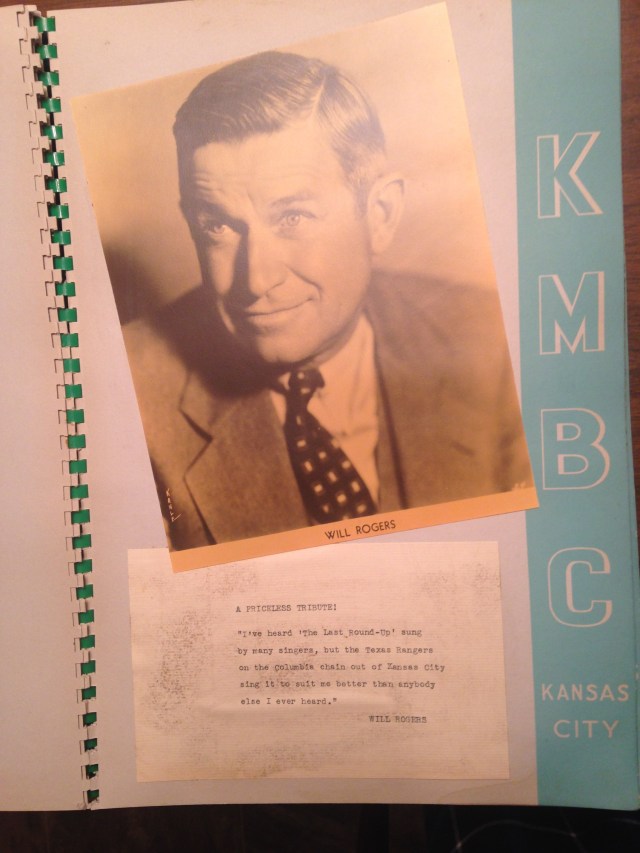 K
M
B
C
KANSAS
CITY
WILL ROGERS
A PRICELESS TRIBUTE:
"I've heard 'The Last Round-Up' sung
by many singers, but the Texas Rangers
on the Columbia chain out of Kansas City
sing it to suit me better than anybody
else I ever heard."
WILL ROGERS